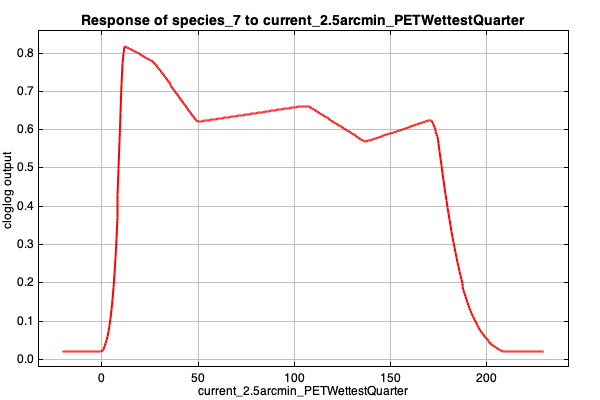 Response of species_7 to current_2.5arcmin_PETWettestQuarter
cloglog output
0.8
0.7
0.6
0.5
0.4
0.3
0.2
0.1
0.0
0 50 100 150 200
current_2.5arcmin_PETWettestQuarter